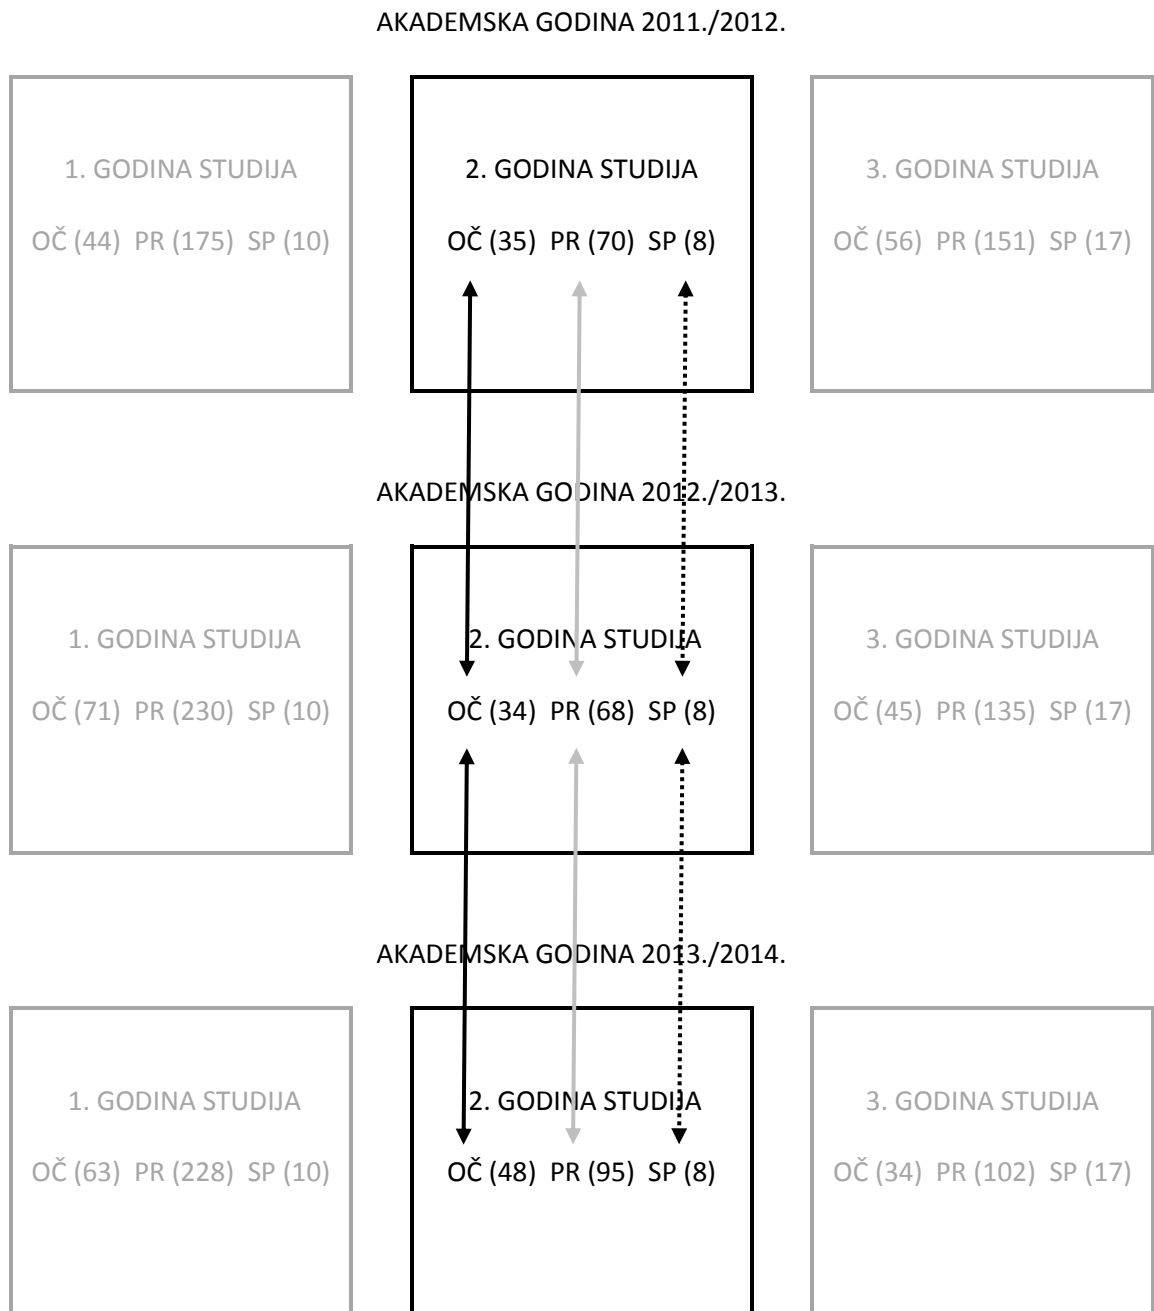 AKADEMSKA GODINA 2011./2012.
1. GODINA STUDIJA
OČ (44) PR (175) SP (10)
2. GODINA STUDIJA
OČ (35) PR (70) SP (8)
3. GODINA STUDIJA
OČ (56) PR (151) SP (17)
AKADEMSKA GODINA 2012./2013.
1. GODINA STUDIJA
OČ (71) PR (230) SP (10)
2. GODINA STUDIJA
OČ (34) PR (68) SP (8)
3. GODINA STUDIJA
OČ (45) PR (135) SP (17)
AKADEMSKA GODINA 2013./2014.
1. GODINA STUDIJA
OČ (63) PR (228) SP (10)
2. GODINA STUDIJA
OČ (48) PR (95) SP (8)
3. GODINA STUDIJA
OČ (34) PR (102) SP (17)